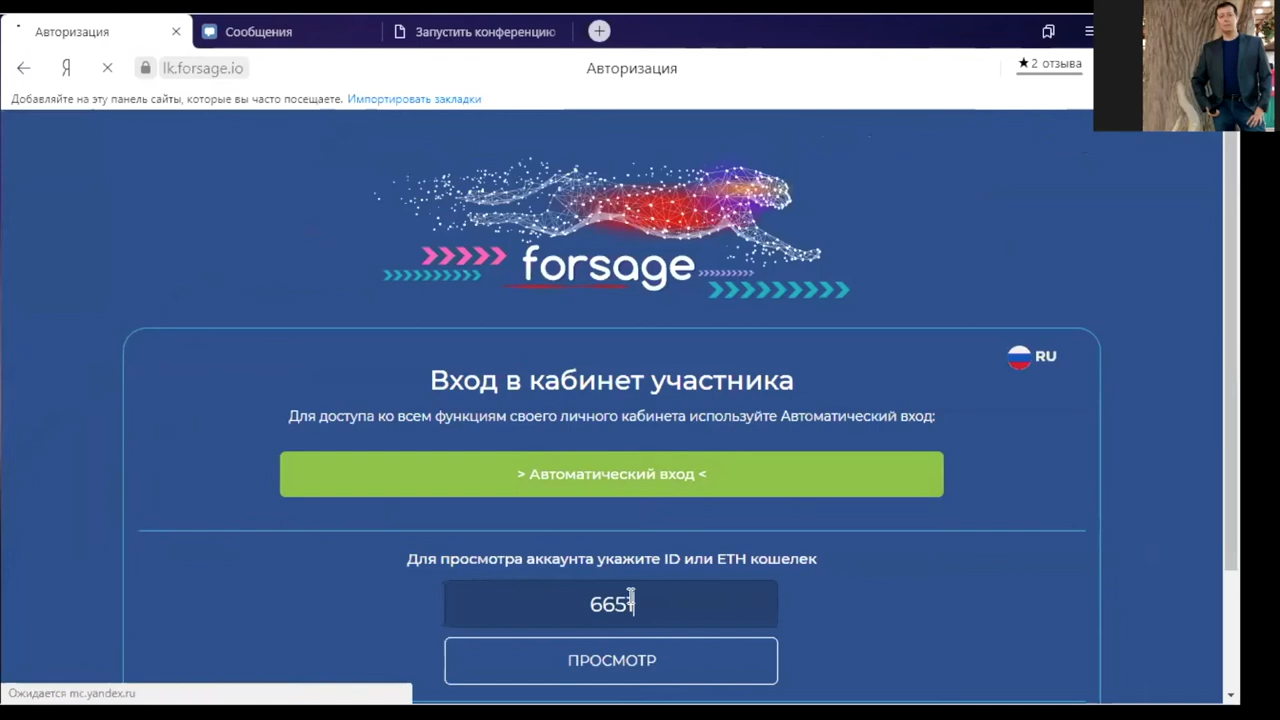 Авторизация
Сообщения
Запустить конференцию
Я
lk.forsage.io
Авторизация
★2 отзыва
Добавляйте на эту панель сайты, которые вы часто посещаете. Импортировать закладки
forsage
RU
Вход в кабинет участника
Для доступа ко всем функциям своего личного кабинета используйте Автоматический вход:
> Автоматический вход <
Для просмотра аккаунта укажите ID или ETH кошелек
ПРОСМОТР
Ожидается mc.yandex.ru